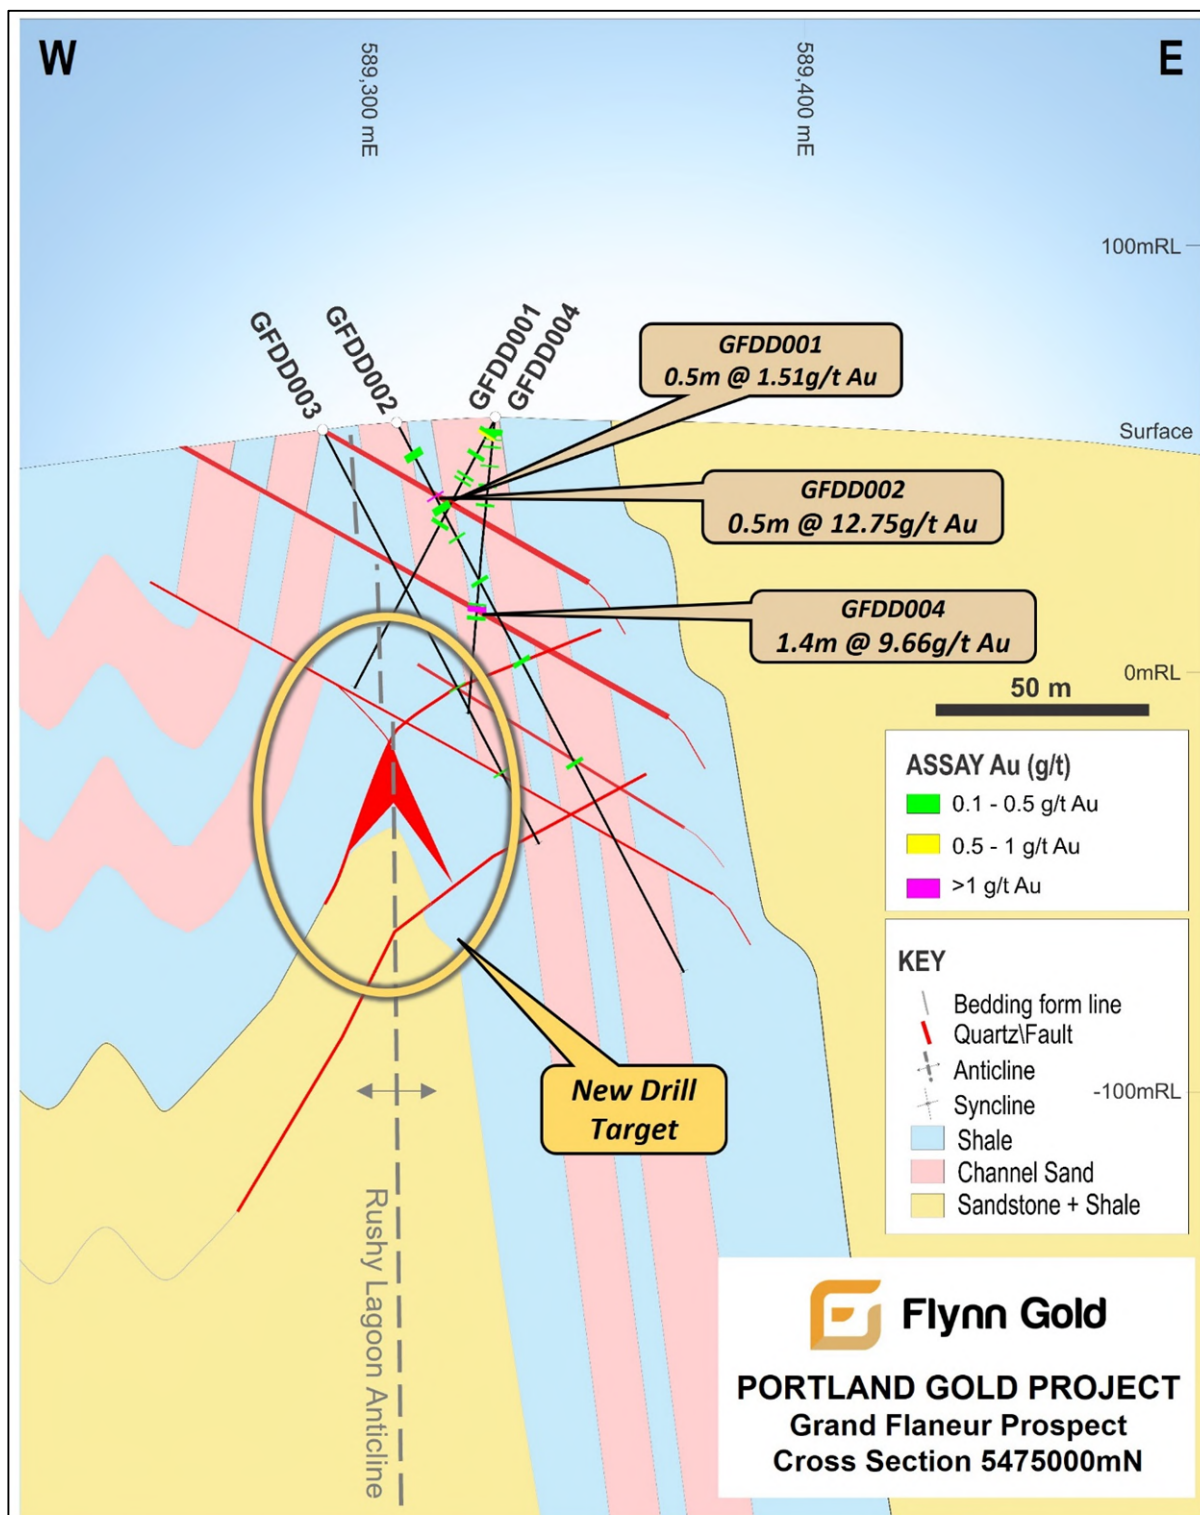 W
E
589,300 mE
589,400 mE
100mRL
GFDD003
GFDD002
GFDD001
GFDD004
GFDD001
0.5m @ 1.51g/t Au
Surface
GFDD002
0.5m @ 12.75g/t Au
GFDD004
1.4m @ 9.66g/t Au
0mRL
50 m
ASSAY Au (g/t)
0.1 - 0.5 g/t Au
0.5 - 1 g/t Au
>1 g/t Au
KEY
Bedding form line
Quartz\Fault
Anticline
Syncline
Shale
Channel Sand
Sandstone + Shale
-100mRL
New Drill
Target
Rushy Lagoon Anticline
Flynn Gold
PORTLAND GOLD PROJECT
Grand Flaneur Prospect
Cross Section 5475000mN